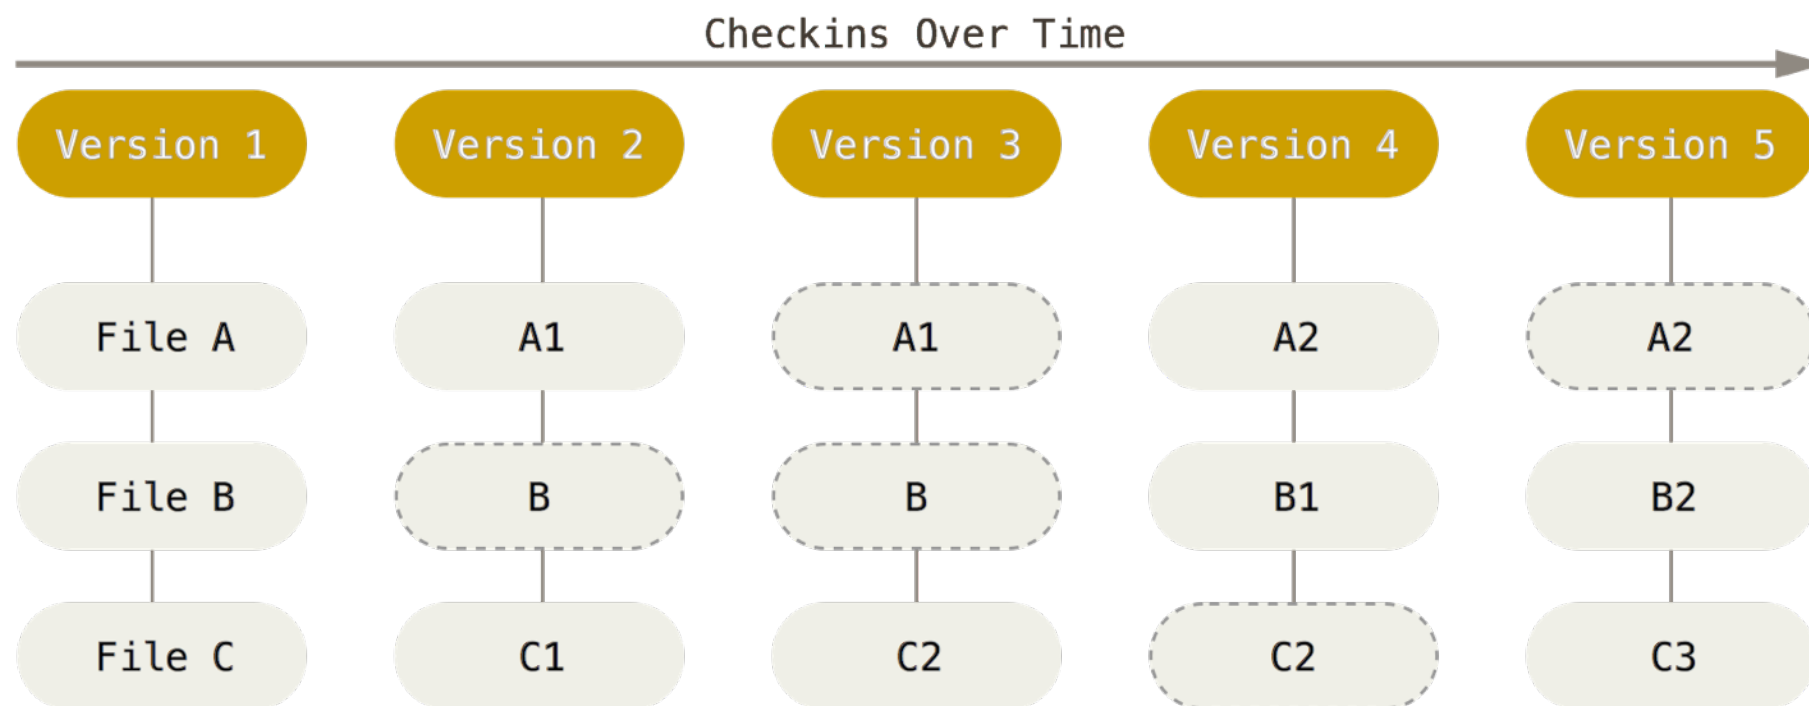 Checkins Over Time
Version 1 Version 2 Version 3 Version 4 Version 5
File A A1 A1 A2 A2
File B B B B1 B2
File C C1 C2 C2 C3